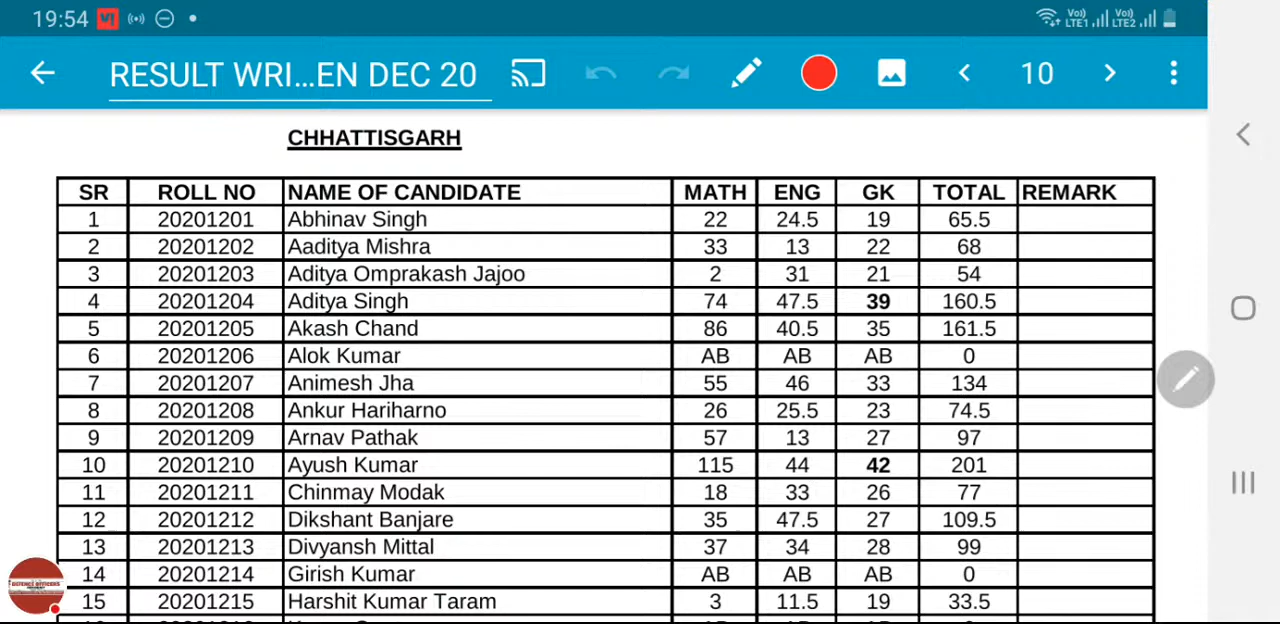 19:54
Vo)) LTE1 Vo)) LTE2
RESULT WRI...EN DEC 20 10
CHHATTISGARH
SR ROLL NO NAME OF CANDIDATE MATH ENG GK TOTAL REMARK
1 20201201 Abhinav Singh 22 24.5 19 65.5
2 20201202 Aaditya Mishra 33 13 22 68
3 20201203 Aditya Omprakash Jajoo 2 31 21 54
4 20201204 Aditya Singh 74 47.5 39 160.5
5 20201205 Akash Chand 86 40.5 35 161.5
6 20201206 Alok Kumar AB AB AB 0
7 20201207 Animesh Jha 55 46 33 134
8 20201208 Ankur Hariharno 26 25.5 23 74.5
9 20201209 Arnav Pathak 57 13 27 97
10 20201210 Ayush Kumar 115 44 42 201
11 20201211 Chinmay Modak 18 33 26 77
12 20201212 Dikshant Banjare 35 47.5 27 109.5
13 20201213 Divyansh Mittal 37 34 28 99
14 20201214 Girish Kumar AB AB AB 0
15 20201215 Harshit Kumar Taram 3 11.5 19 33.5